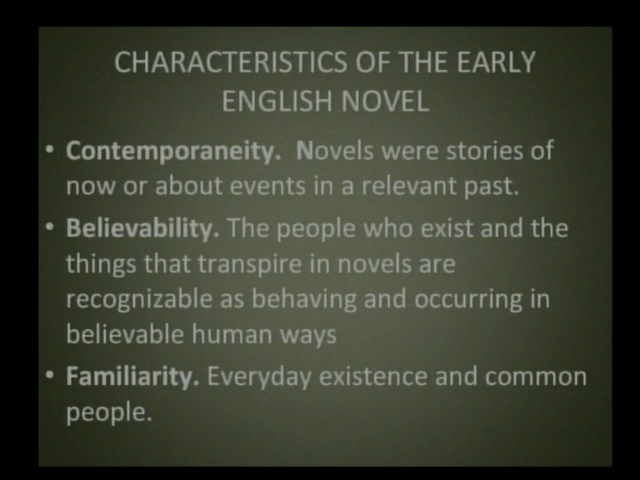 CHARACTERISTICS OF THE EARLY
ENGLISH NOVEL
• Contemporaneity.  Novels were stories of
now or about events in a relevant past.
• Believability. The people who exist and the
things that transpire in novels are
recognizable as behaving and occurring in
believable human ways
• Familiarity. Everyday existence and common
people.